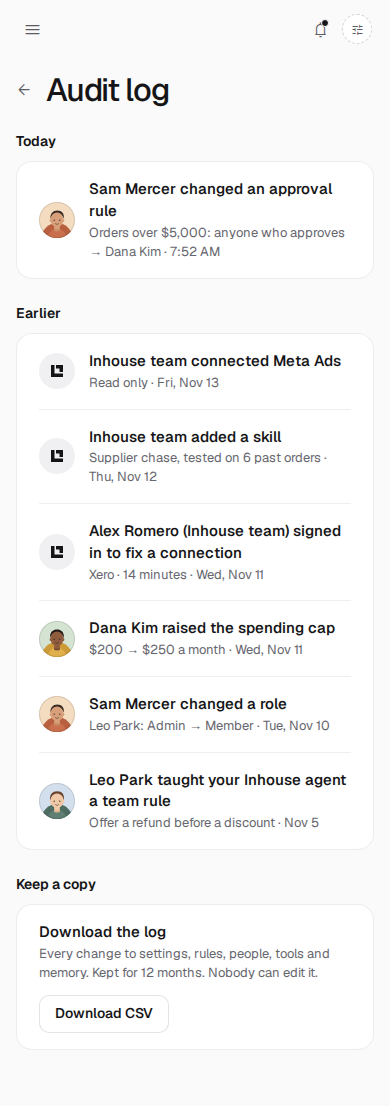 Audit log
Today
Sam Mercer changed an approval
rule
Orders over $5,000: anyone who approves
→ Dana Kim · 7:52 AM
Earlier
Inhouse team connected Meta Ads
Read only · Fri, Nov 13
Inhouse team added a skill
Supplier chase, tested on 6 past orders ·
Thu, Nov 12
Alex Romero (Inhouse team) signed
in to fix a connection
Xero · 14 minutes · Wed, Nov 11
Dana Kim raised the spending cap
$200 → $250 a month · Wed, Nov 11
Sam Mercer changed a role
Leo Park: Admin → Member · Tue, Nov 10
Leo Park taught your Inhouse agent
a team rule
Offer a refund before a discount · Nov 5
Keep a copy
Download the log
Every change to settings, rules, people, tools and
memory. Kept for 12 months. Nobody can edit it.
Download CSV